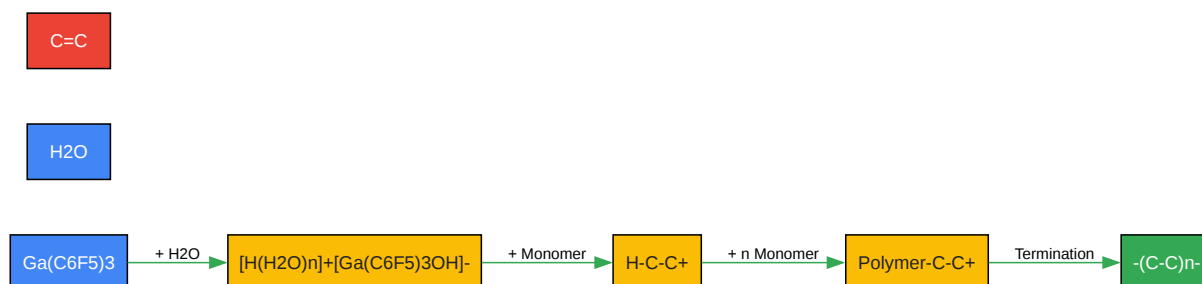 C=C
H2O
Ga(C6F5)3
+ H2O
[H(H2O)n]+[Ga(C6F5)3OH]-
+ Monomer
H-C-C+
+ n Monomer
Polymer-C-C+
Termination
-(C-C)n-